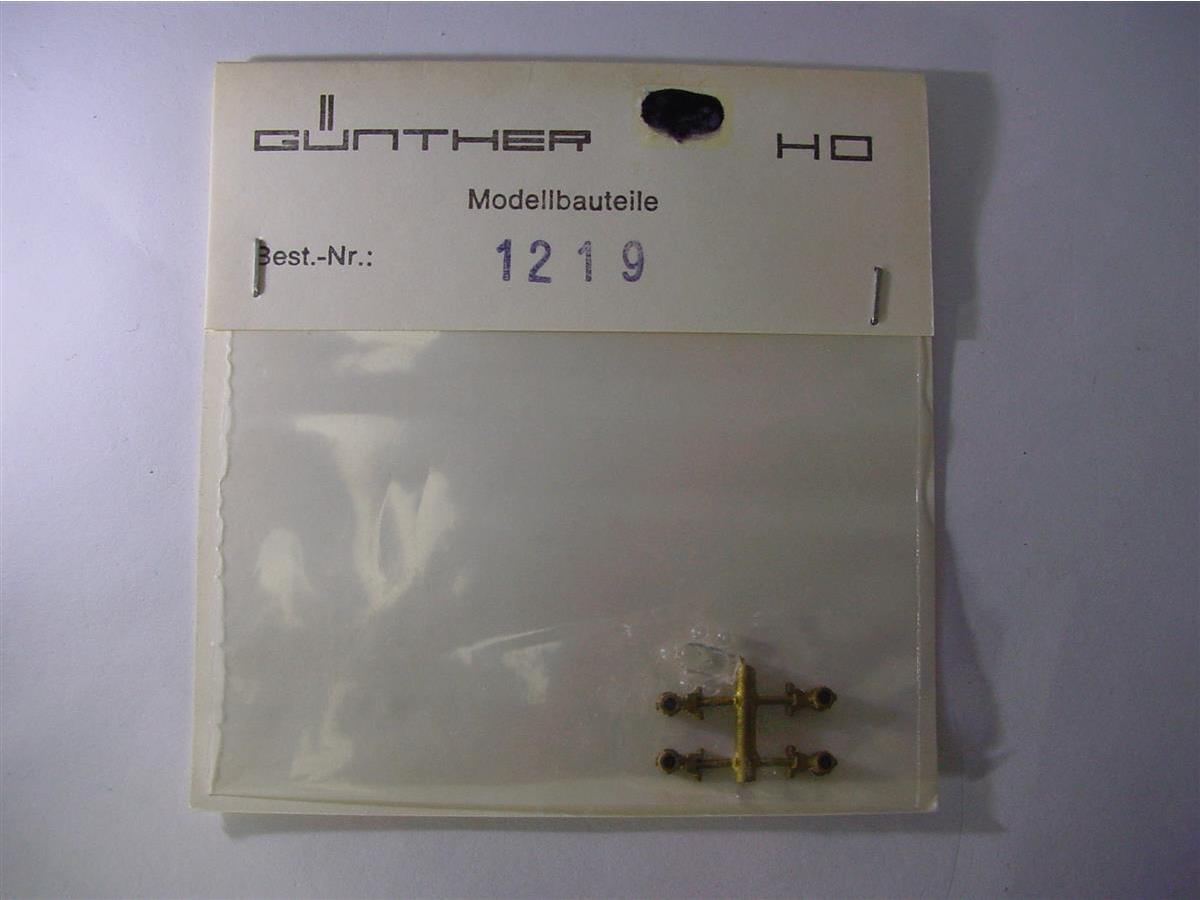 GÜNTHER HO
Modellbauteile
Best.-Nr.: 1219